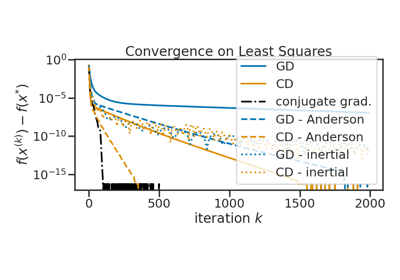 Convergence on Least Squares
f(x^(k)) − f(x*)
10^0
10^−5
10^−10
10^−15
GD
CD
conjugate grad.
GD - Anderson
CD - Anderson
GD - inertial
CD - inertial
0 500 1000 1500 2000
iteration k